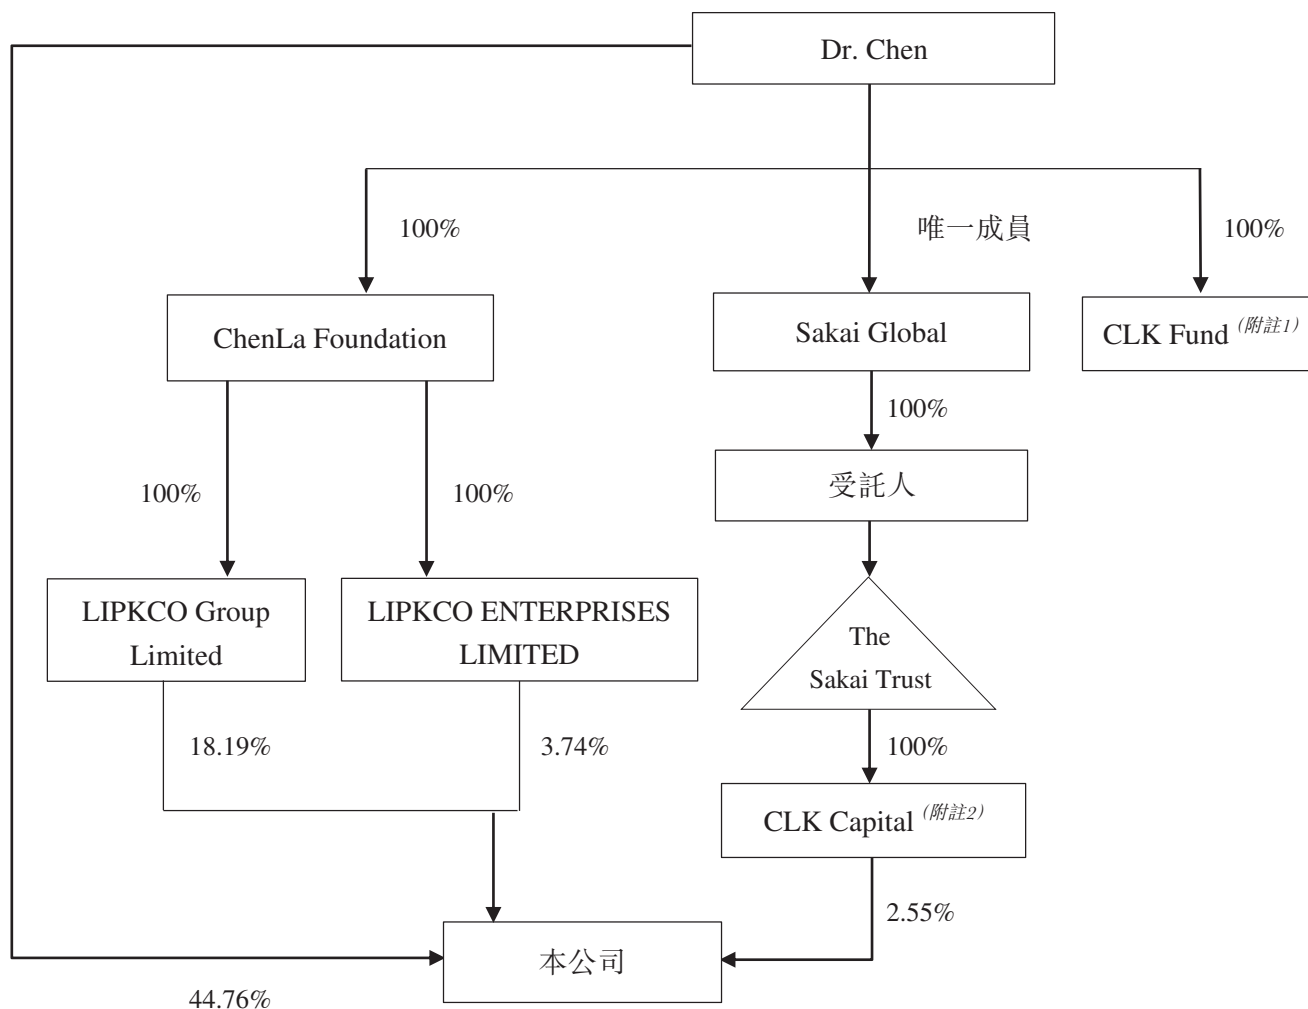 Dr. Chen
100%
唯一成員
100%
ChenLa Foundation
Sakai Global
CLK Fund (附註1)
100%
100%
100%
受託人
LIPKCO Group
Limited
LIPKCO ENTERPRISES
LIMITED
The
Sakai Trust
18.19%
3.74%
100%
CLK Capital (附註2)
2.55%
本公司
44.76%